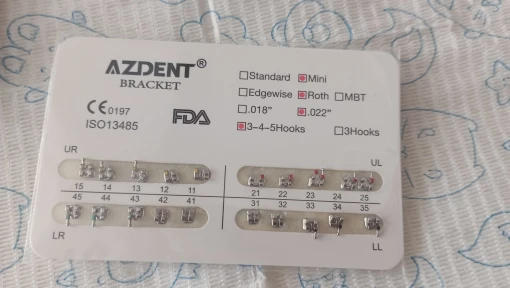 AZDENT®
BRACKET
CE 0197
ISO13485
FDA
Standard Mini
Edgewise Roth MBT
.018" .022"
3-4-5Hooks 3Hooks
UR UL
15 14 13 12 11 21 22 23 24 25
45 44 43 42 41 31 32 33 34 35
LR LL